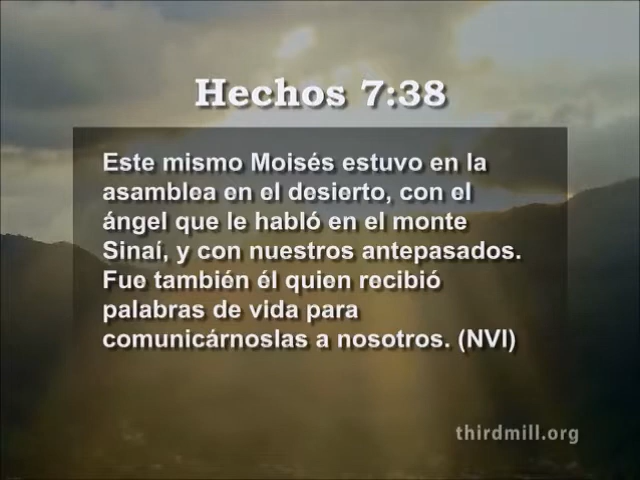 Hechos 7:38
Este mismo Moisés estuvo en la
asamblea en el desierto, con el
ángel que le habló en el monte
Sinaí, y con nuestros antepasados.
Fue también él quien recibió
palabras de vida para
comunicárnoslas a nosotros. (NVI)
thirdmill.org